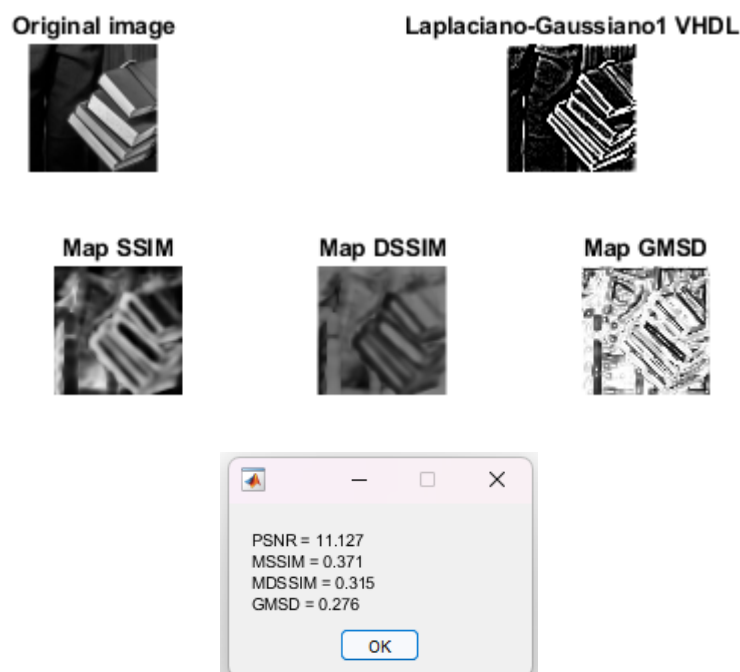 Original image
Laplaciano-Gaussiano1 VHDL
Map SSIM
Map DSSIM
Map GMSD
PSNR = 11.127
MSSIM = 0.371
MDSSIM = 0.315
GMSD = 0.276
OK